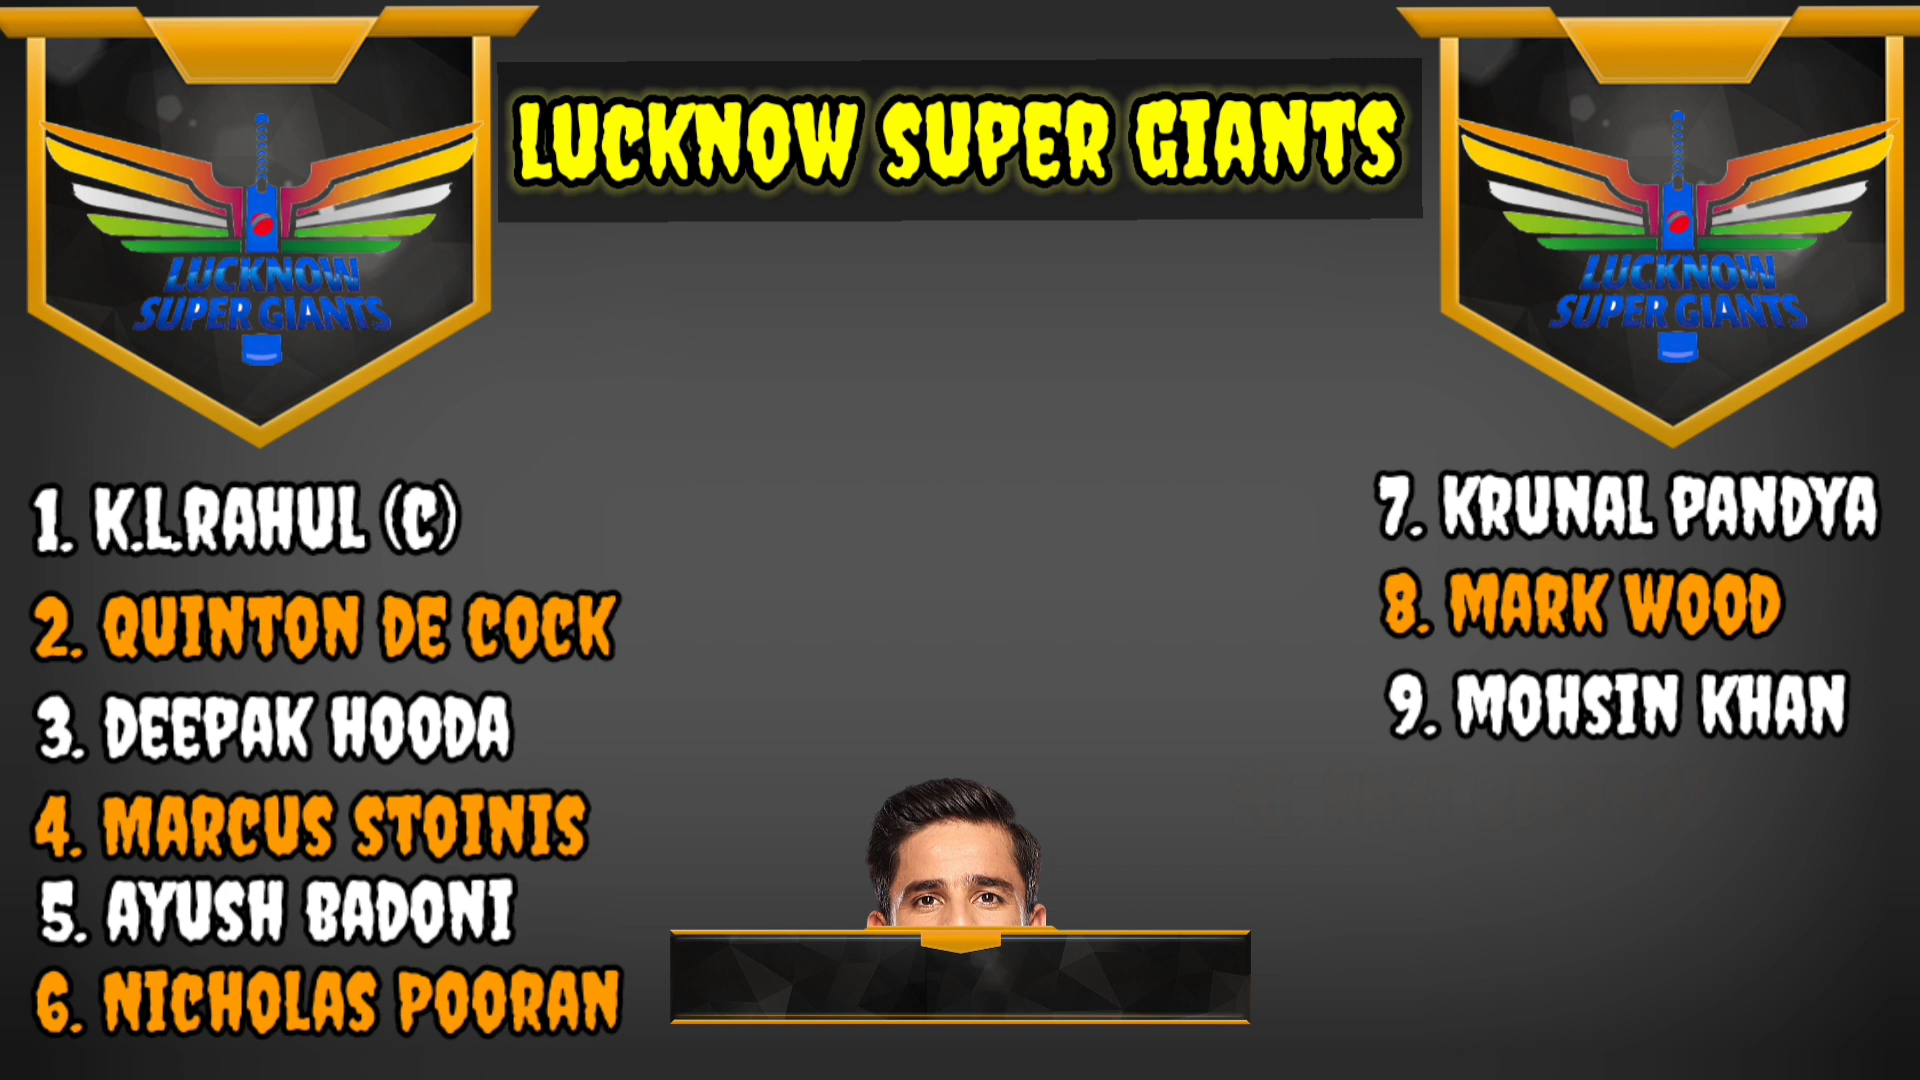 LUCKNOW SUPER GIANTS
LUCKNOW
SUPER GIANTS
LUCKNOW
SUPER GIANTS
1. K.L.RAHUL (C)
2. QUINTON DE COCK
3. DEEPAK HOODA
4. MARCUS STOINIS
5. AYUSH BADONI
6. NICHOLAS POORAN
7. KRUNAL PANDYA
8. MARK WOOD
9. MOHSIN KHAN